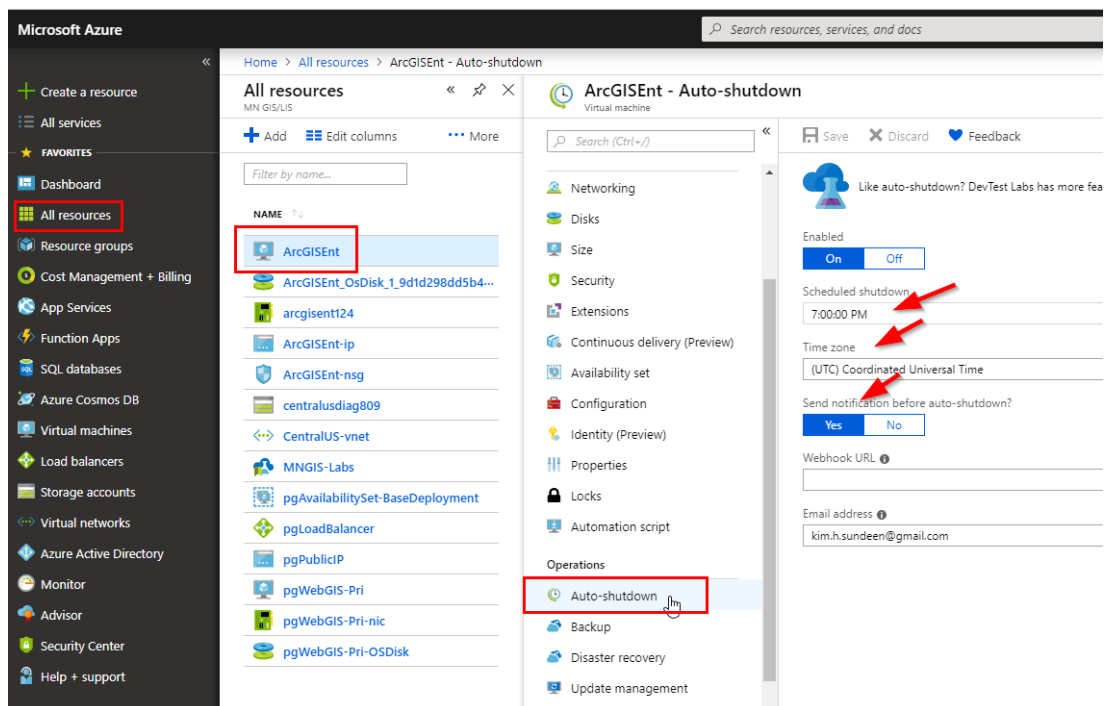 Microsoft Azure
Search resources, services, and docs
«
Create a resource
All services
FAVORITES
Dashboard
All resources
Resource groups
Cost Management + Billing
App Services
Function Apps
SQL databases
Azure Cosmos DB
Virtual machines
Load balancers
Storage accounts
Virtual networks
Azure Active Directory
Monitor
Advisor
Security Center
Help + support
Home > All resources > ArcGISEnt - Auto-shutdown
All resources
MN GIS/LIS
Add Edit columns ••• More
Filter by name...
NAME
ArcGISEnt
ArcGISEnt_OsDisk_1_9d1d298dd5b4···
arcgisent124
ArcGISEnt-ip
ArcGISEnt-nsg
centralusdiag809
CentralUS-vnet
MNGIS-Labs
pgAvailabilitySet-BaseDeployment
pgLoadBalancer
pgPublicIP
pgWebGIS-Pri
pgWebGIS-Pri-nic
pgWebGIS-Pri-OSDisk
ArcGISEnt - Auto-shutdown
Virtual machine
Search (Ctrl+/)
Networking
Disks
Size
Security
Extensions
Continuous delivery (Preview)
Availability set
Configuration
Identity (Preview)
Properties
Locks
Automation script
Operations
Auto-shutdown
Backup
Disaster recovery
Update management
Save Discard Feedback
Like auto-shutdown? DevTest Labs has more fea
Enabled
On Off
Scheduled shutdown
7:00:00 PM
Time zone
(UTC) Coordinated Universal Time
Send notification before auto-shutdown?
Yes No
Webhook URL
Email address
kim.h.sundeen@gmail.com